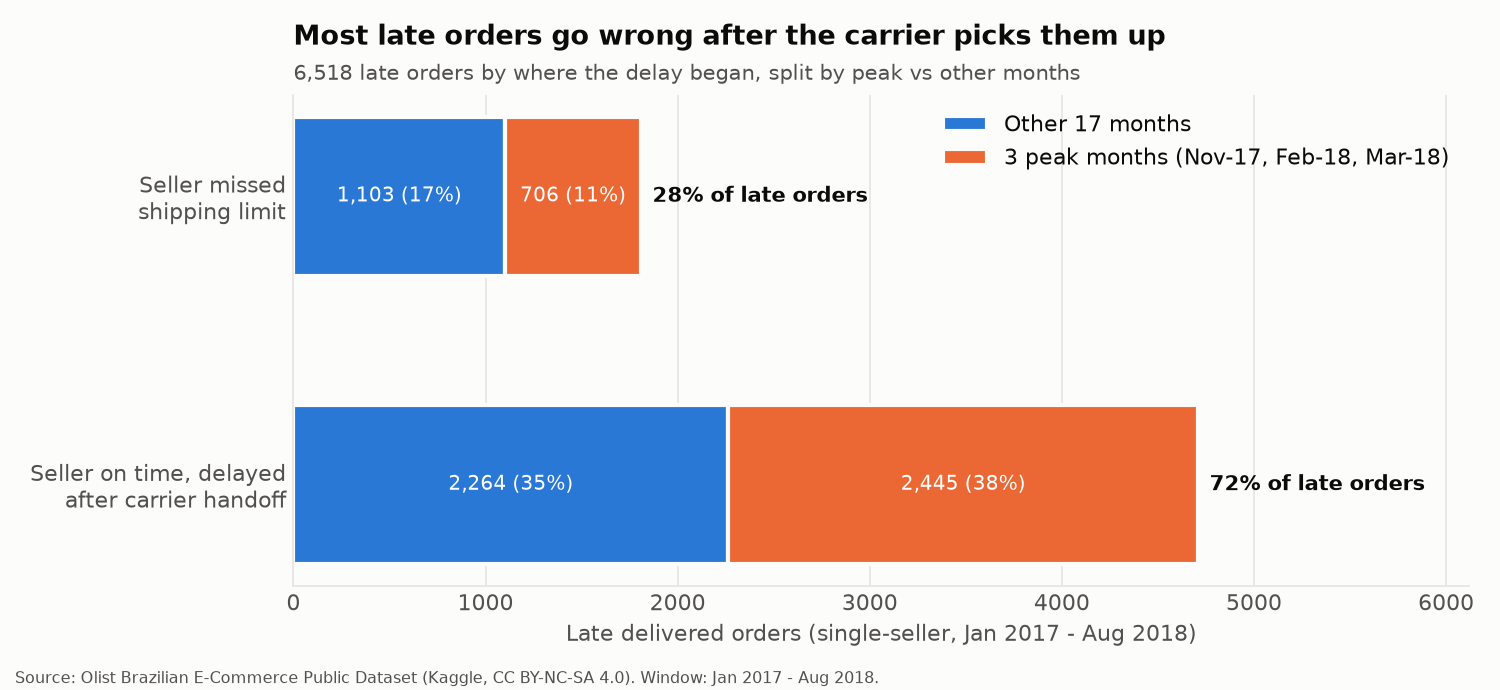 Most late orders go wrong after the carrier picks them up
6,518 late orders by where the delay began, split by peak vs other months
Other 17 months
3 peak months (Nov-17, Feb-18, Mar-18)
Seller missed
shipping limit
1,103 (17%)
706 (11%)
28% of late orders
Seller on time, delayed
after carrier handoff
2,264 (35%)
2,445 (38%)
72% of late orders
0
1000
2000
3000
4000
5000
6000
Late delivered orders (single-seller, Jan 2017 - Aug 2018)
Source: Olist Brazilian E-Commerce Public Dataset (Kaggle, CC BY-NC-SA 4.0). Window: Jan 2017 - Aug 2018.